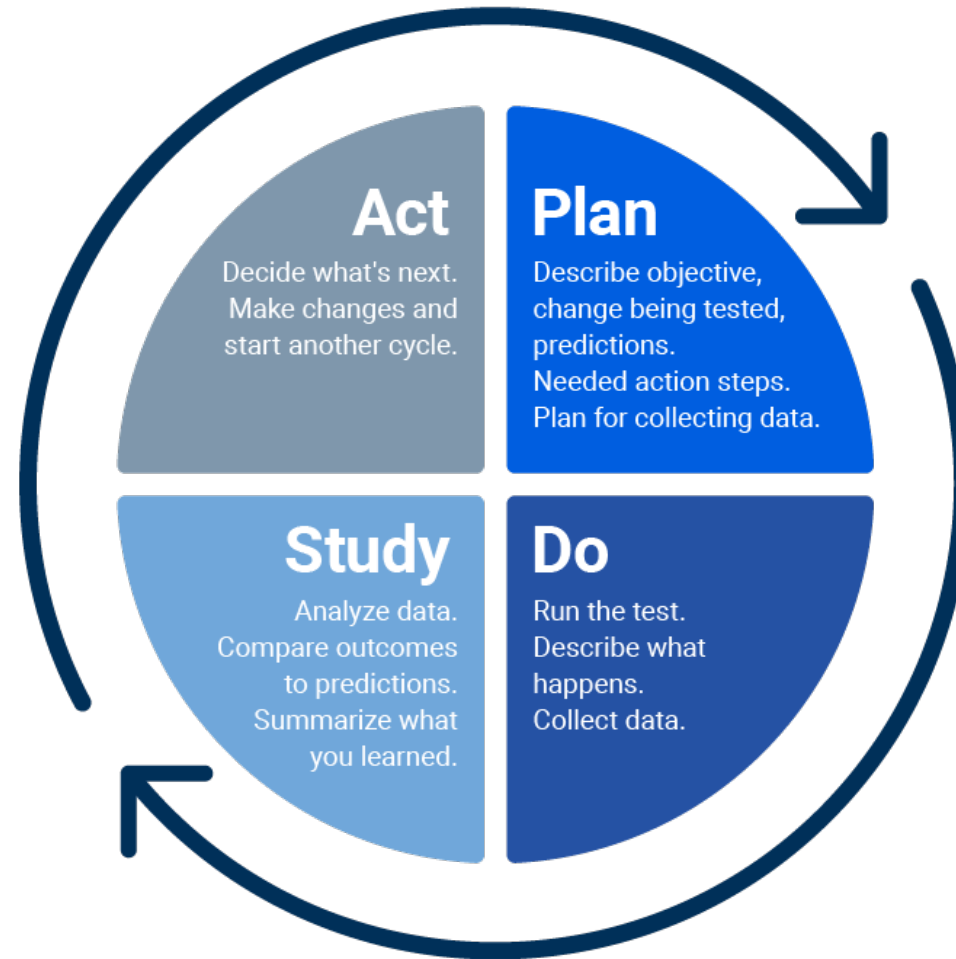 Act
Decide what's next.
Make changes and
start another cycle.
Plan
Describe objective,
change being tested,
predictions.
Needed action steps.
Plan for collecting data.
Study
Analyze data.
Compare outcomes
to predictions.
Summarize what
you learned.
Do
Run the test.
Describe what
happens.
Collect data.